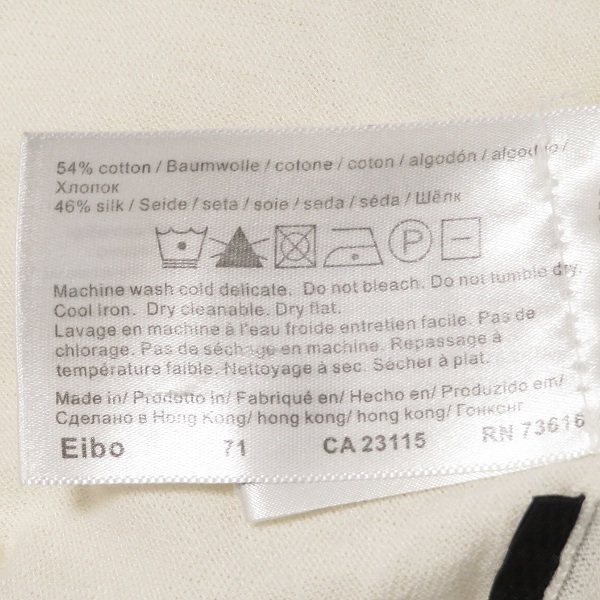 54% cotton / Baumwolle / cotone / coton / algodón / algodão /
Хлопок
46% silk / Seide / seta / soie / seda / séda / Шёлк
P
Machine wash cold delicate. Do not bleach. Do not tumble dry.
Cool iron. Dry cleanable. Dry flat.
Lavage en machine à l'eau froide entretien facile. Pas de
chlorage. Pas de séchage en machine. Repassage à
température faible. Nettoyage à sec. Sécher à plat.
Made in/ Prodotto in/ Fabriqué en/ Hecho en/ Produzido em/
Сделано в Hong Kong/ hong kong/ hong kong/ Гонконг
Eibo 71 CA 23115 RN 73616